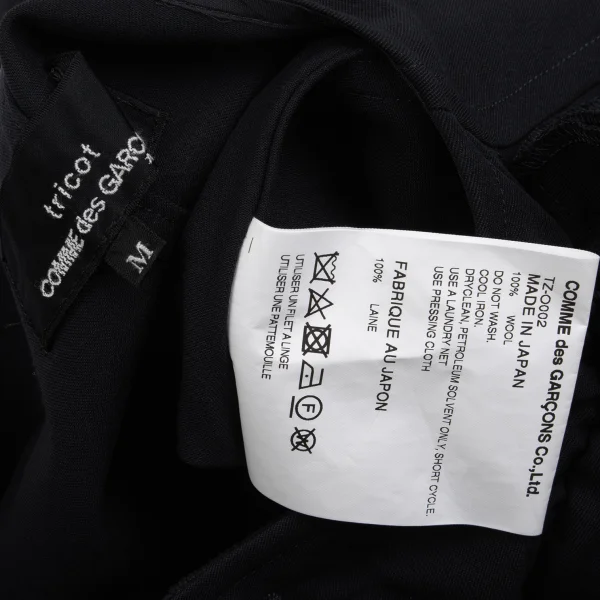 tricot
COMME des GARÇO
M
COMME des GARÇONS Co.,Ltd.
TZ-O002
MADE IN JAPAN
100% WOOL
DO NOT WASH.
COOL IRON.
DRYCLEAN, PETROLEUM SOLVENT ONLY, SHORT CYCLE.
USE A LAUNDRY NET
USE PRESSING CLOTH
FABRIQUE AU JAPON
100% LAINE
F
UTILISER UN FILET A LINGE
UTILISER UNE PATTEMOUILLE